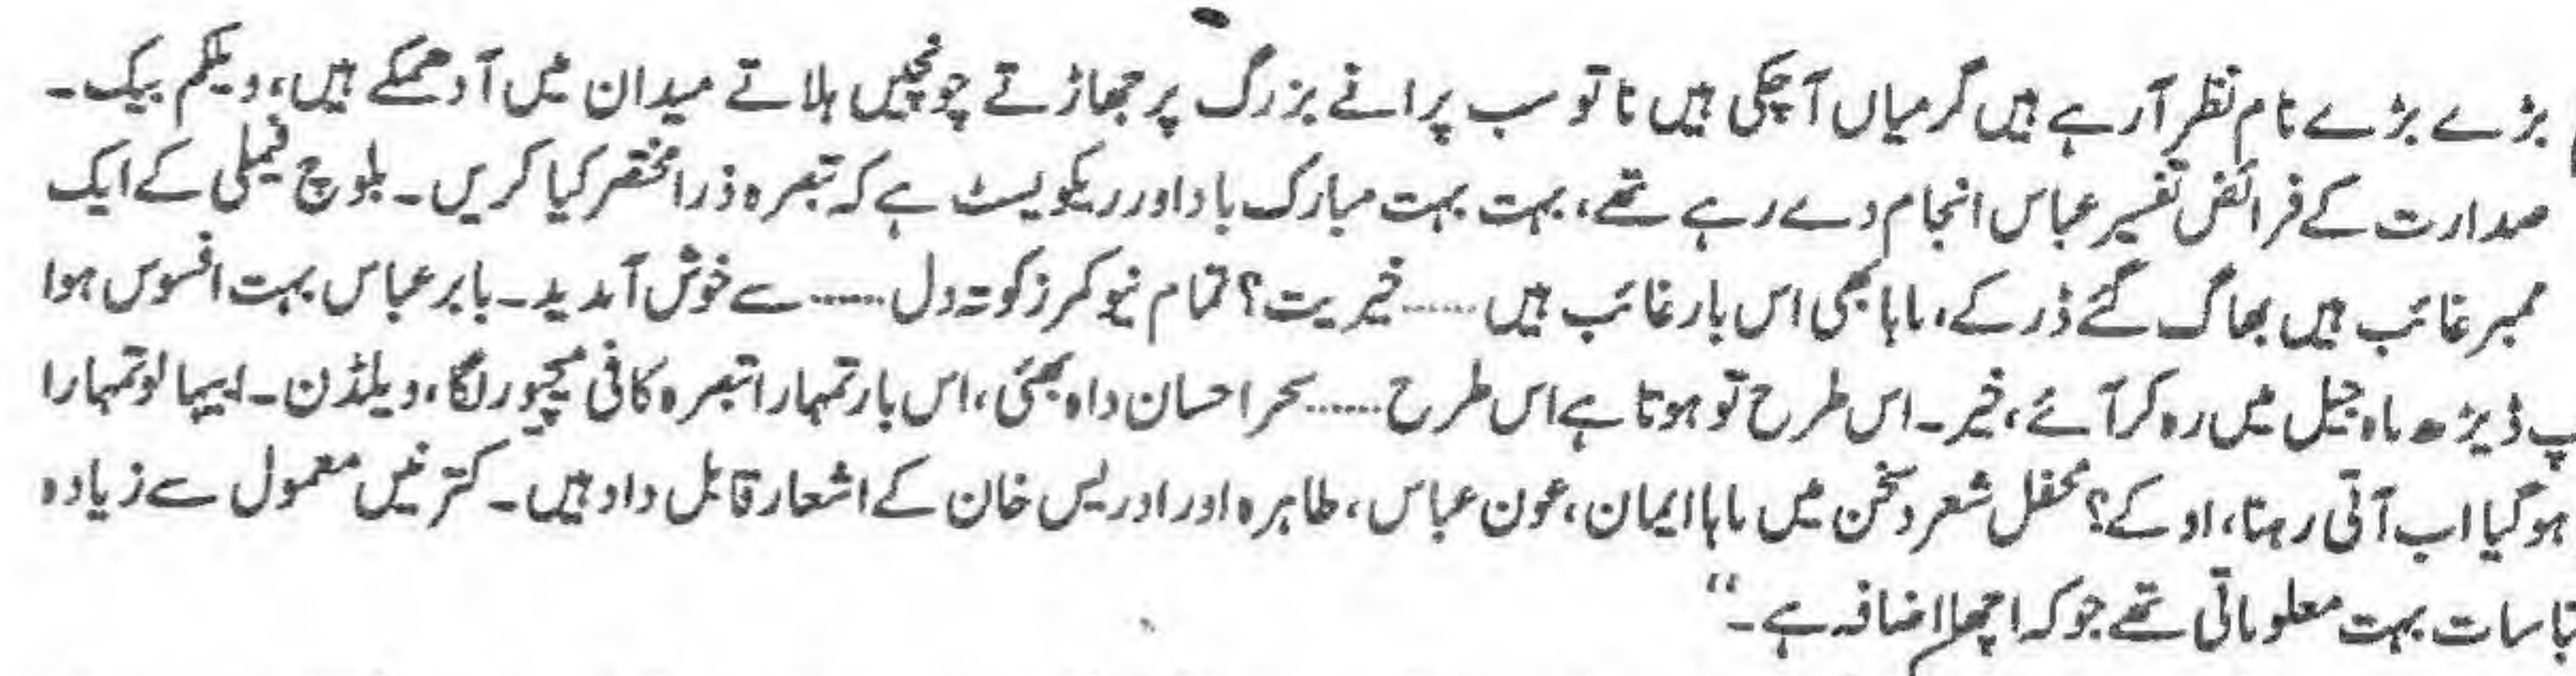 بڑے بڑے نام نظر آرہے ہیں گرمیاں آچکی ہیں نا تو سب پرانے بزرگ پر جھاڑتے چونچیں ہلاتے میدان میں آدھمکے ہیں، ویلکم بیک۔
صدارت کے فرائض تفسیر عباس انجام دے رہے تھے، بہت بہت مبارک باد اور ریکویسٹ ہے کہ تبصرہ ذرا مختصر کیا کریں۔ بلوچ فیملی کے ایک
ممبر غائب ہیں بھاگ گئے ڈر کے، ماہا بھی اس بار غائب ہیں ...... خیریت؟ تمام نیو کمرز کو تہ دل ...... سے خوش آمدید۔ بابر عباس بہت افسوس ہوا
پ ڈیڑھ ماہ جیل میں رہ کر آئے، خیر۔ اس طرح تو ہوتا ہے اس طرح ...... سحر احسان واہ بھئی، اس بار تمہارا تبصرہ کافی میچور لگا، ویلڈن۔ ایہا لو تمہارا
ہو گیا اب آتی رہنا، او کے؟ محفل شعر و سخن میں ماہا ایمان، عون عباس، طاہرہ اور ادریس خان کے اشعار قابل داد ہیں۔ کترنیں معمول سے زیادہ
تباسات بہت معلوماتی تھے جو کہ اچھا اضافہ ہے۔‘‘